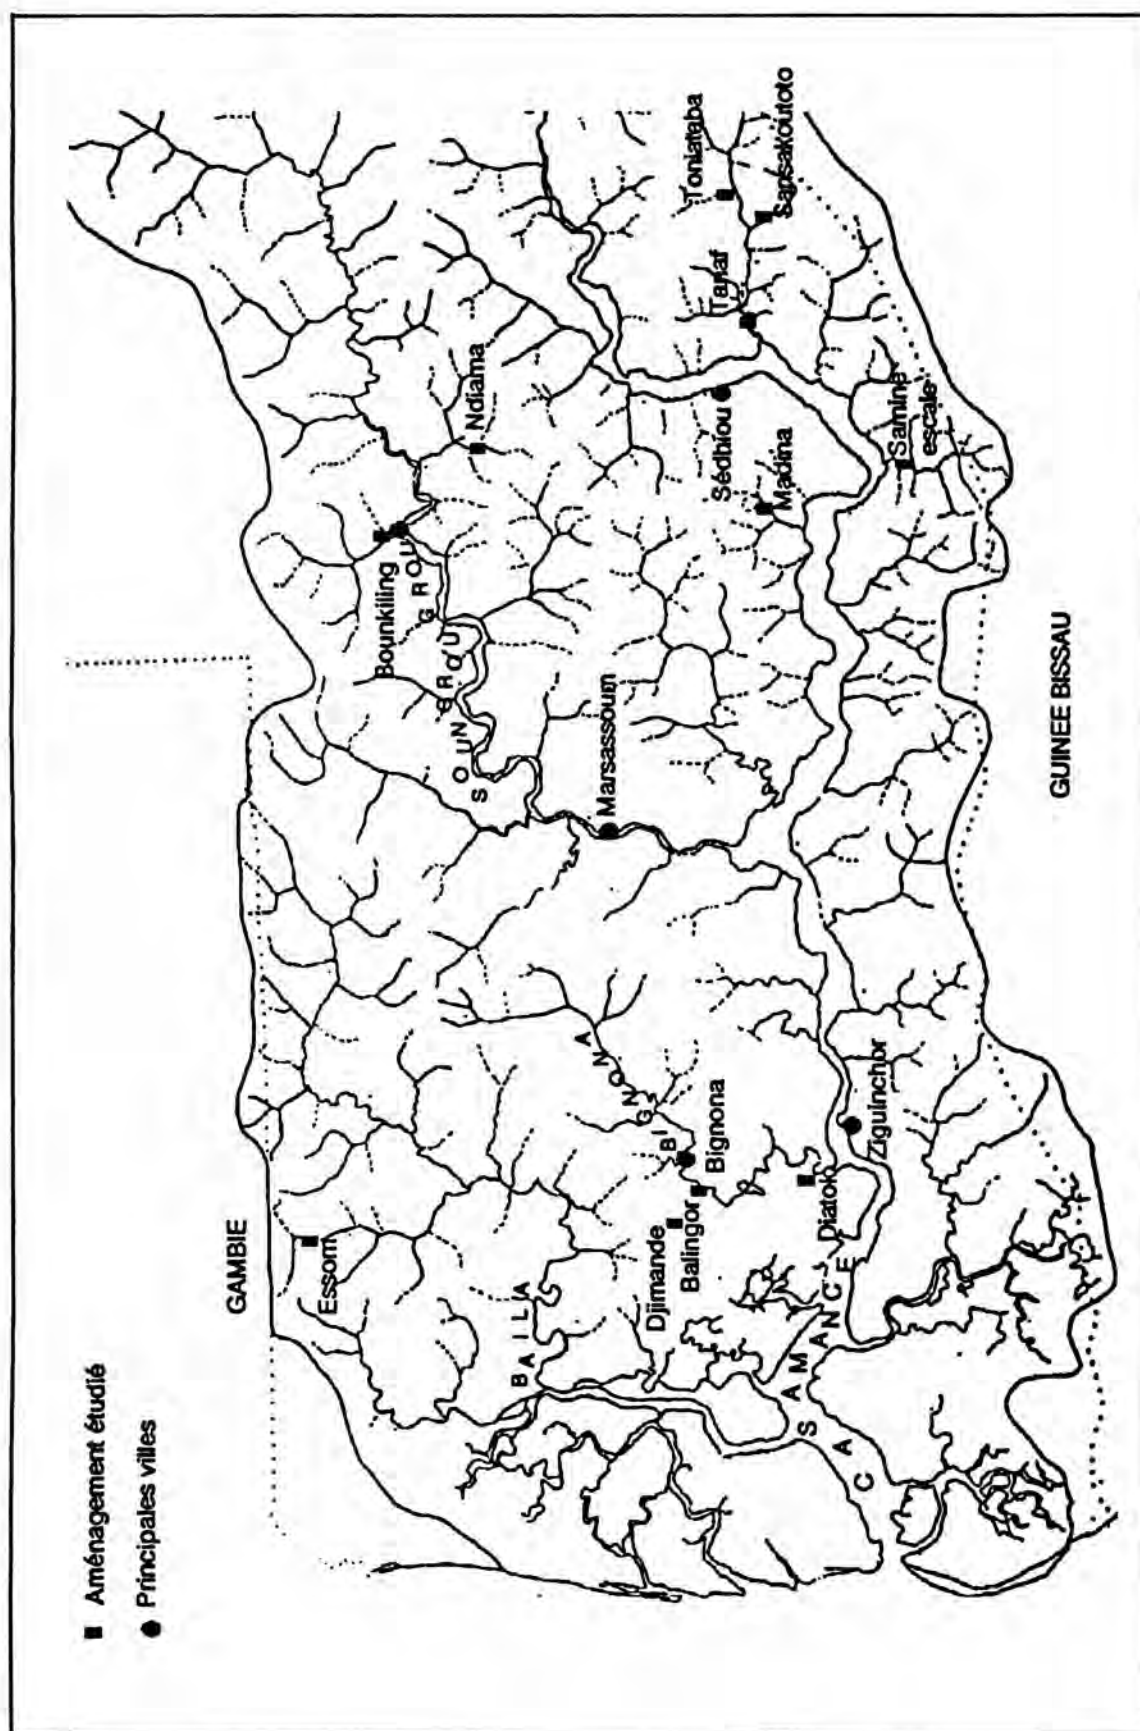 Aménagement étudié
Principales villes
GAMBIE
Essom
BAILA
Djimande
Balingor
Bignona
BIGNONA
Diatok
CASAMANCE
Ziguinchor
Marsassoum
SOUNGROUGROU
Bounkiling
Ndiama
Madina
Sédhiou
Samine
escale
Tanaf
Toniataba
Sapsakoutoto
GUINEE BISSAU